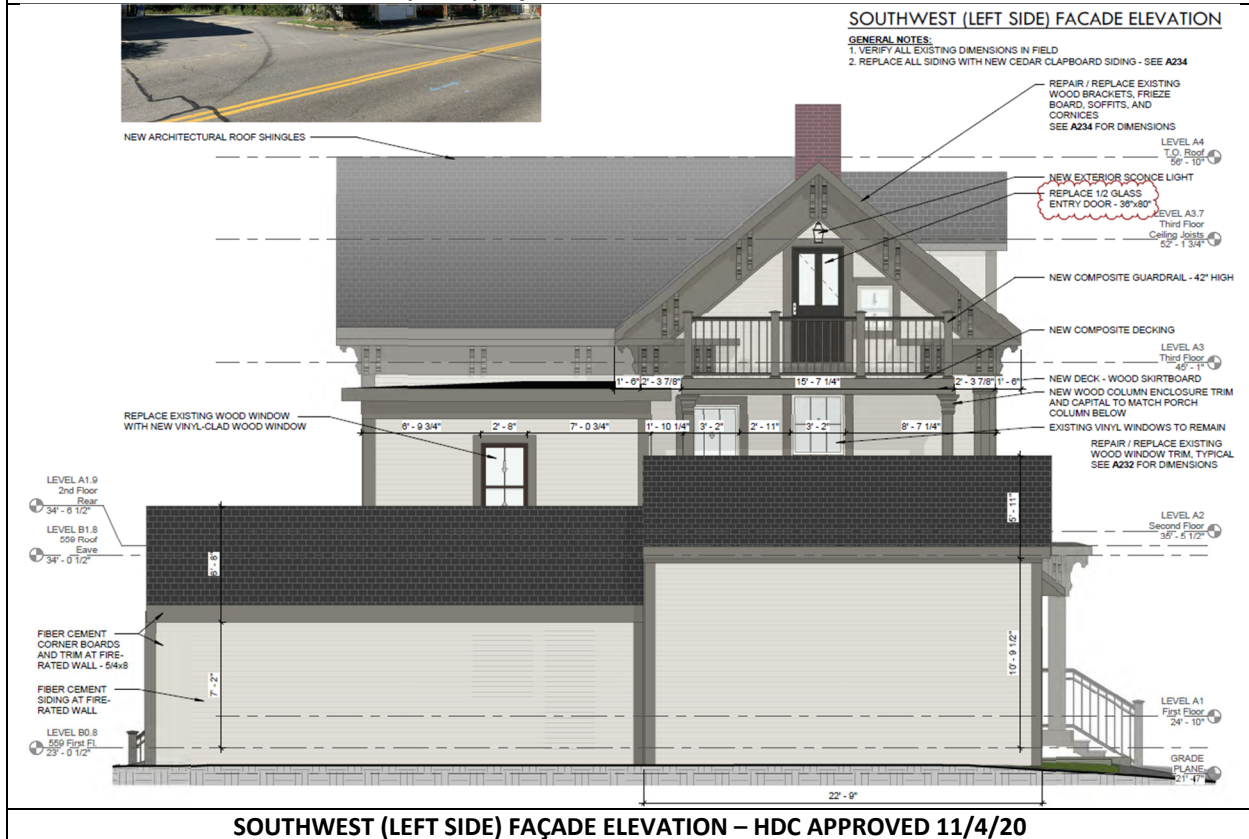 SOUTHWEST (LEFT SIDE) FACADE ELEVATION
GENERAL NOTES:
1. VERIFY ALL EXISTING DIMENSIONS IN FIELD
2. REPLACE ALL SIDING WITH NEW CEDAR CLAPBOARD SIDING - SEE A234
REPAIR / REPLACE EXISTING
WOOD BRACKETS, FRIEZE
BOARD, SOFFITS, AND
CORNICES
SEE A234 FOR DIMENSIONS
NEW ARCHITECTURAL ROOF SHINGLES
LEVEL A4
T.O. Roof
56' - 10"
NEW EXTERIOR SCONCE LIGHT
REPLACE 1/2 GLASS
ENTRY DOOR - 36"x80"
LEVEL A3.7
Third Floor
Ceiling Joists
52' - 1 3/4"
NEW COMPOSITE GUARDRAIL - 42" HIGH
NEW COMPOSITE DECKING
LEVEL A3
Third Floor
45' - 1"
1' - 6"
2' - 3 7/8"
15' - 7 1/4"
2' - 3 7/8"
1' - 6"
NEW DECK - WOOD SKIRTBOARD
NEW WOOD COLUMN ENCLOSURE TRIM
AND CAPITAL TO MATCH PORCH
COLUMN BELOW
REPLACE EXISTING WOOD WINDOW
WITH NEW VINYL-CLAD WOOD WINDOW
6' - 9 3/4"
2' - 8"
7' - 0 3/4"
1' - 10 1/4"
3' - 2"
2' - 11"
3' - 2"
8' - 7 1/4"
EXISTING VINYL WINDOWS TO REMAIN
REPAIR / REPLACE EXISTING
WOOD WINDOW TRIM, TYPICAL
SEE A232 FOR DIMENSIONS
LEVEL A1.9
2nd Floor
Rear
34' - 6 1/2"
LEVEL B1.8
559 Roof
Eave
34' - 0 1/2"
5' - 11"
LEVEL A2
Second Floor
35' - 5 1/2"
FIBER CEMENT
CORNER BOARDS
AND TRIM AT FIRE-
RATED WALL - 5/4x8
FIBER CEMENT
SIDING AT FIRE-
RATED WALL
7' - 2"
10' - 9 1/2"
LEVEL B0.8
559 First Fl.
23' - 0 1/2"
LEVEL A1
First Floor
24' - 10"
GRADE
PLANE
22' - 9"
SOUTHWEST (LEFT SIDE) FAÇADE ELEVATION – HDC APPROVED 11/4/20